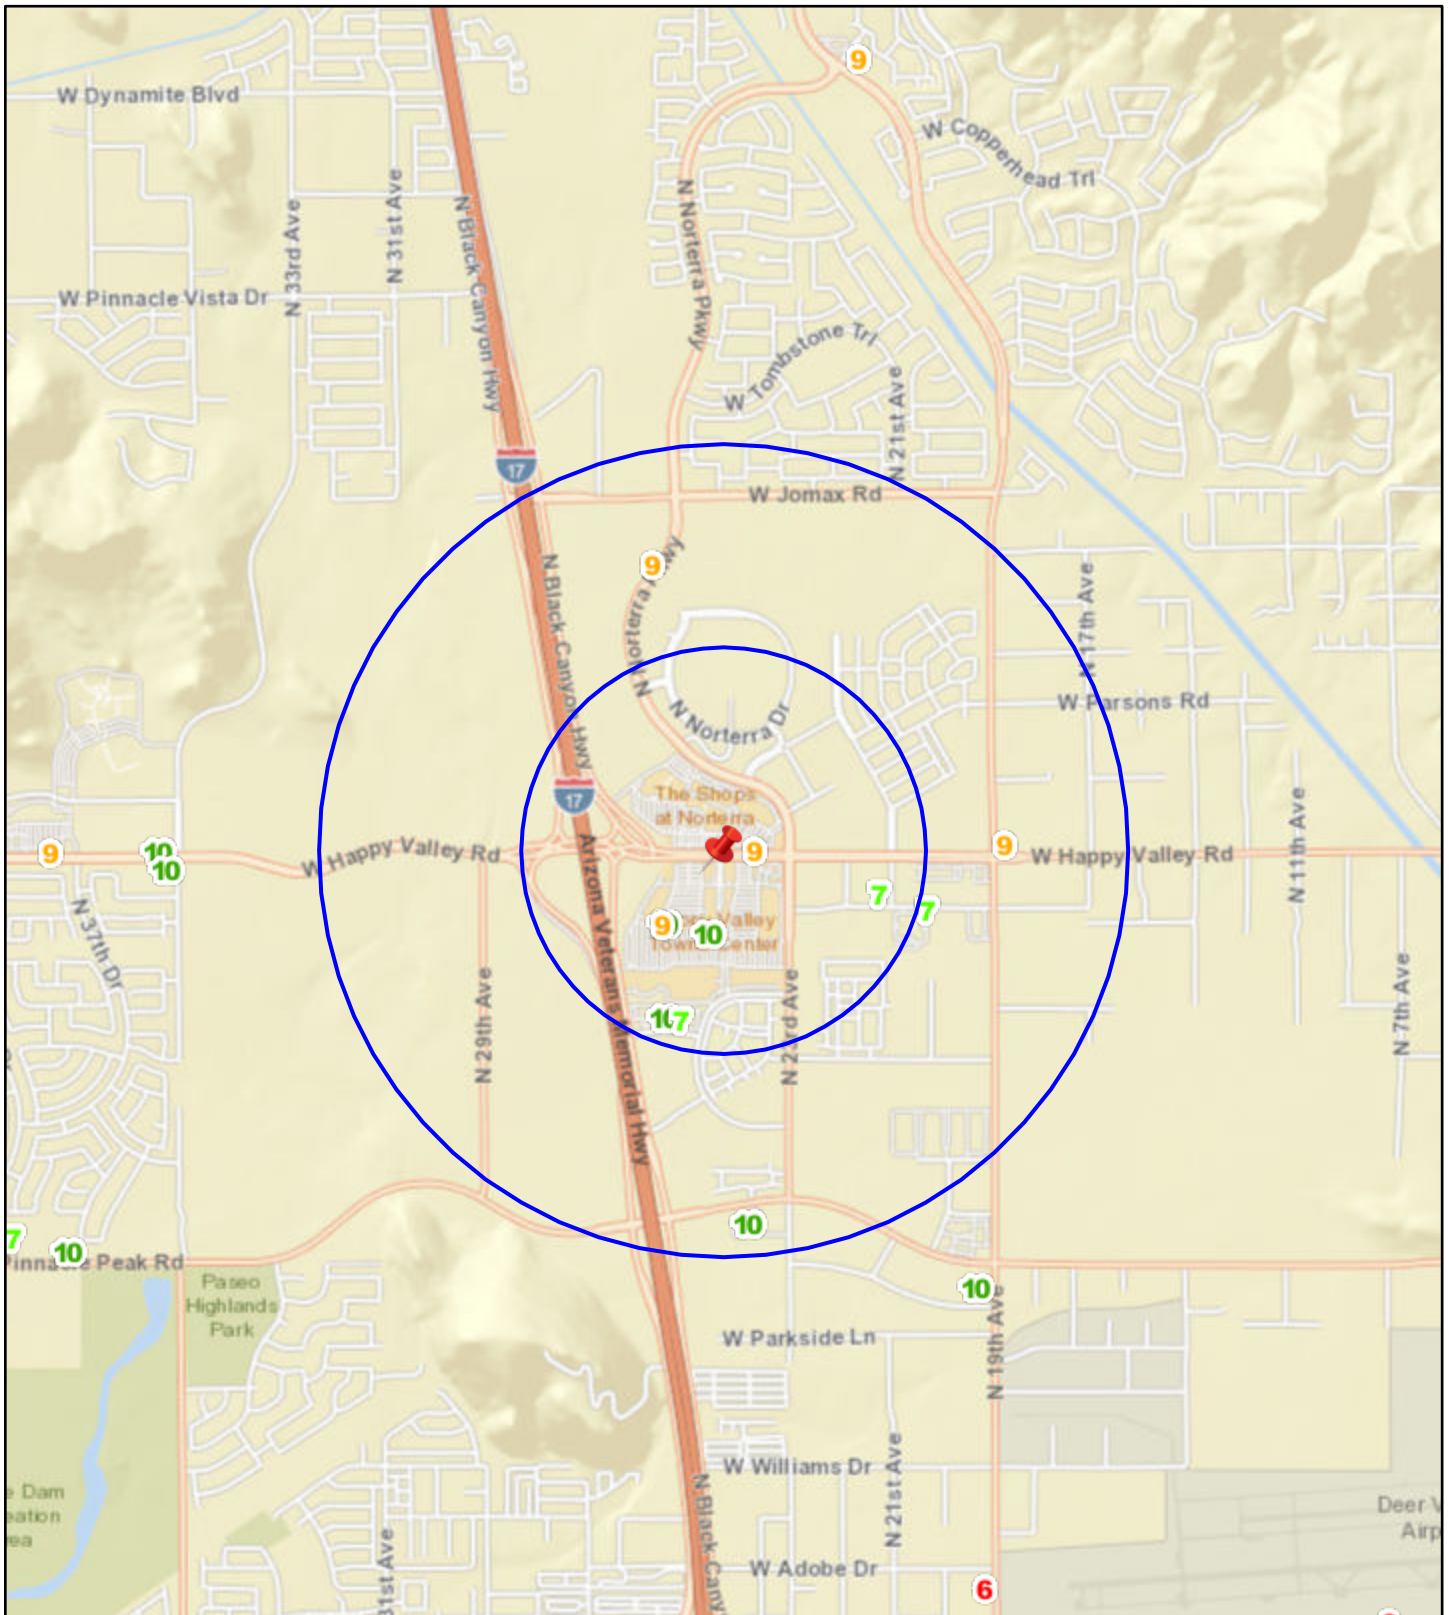 9
W Dynamite Blvd
W Copperhead Trl
N 31st Ave
N 33rd Ave
N Black Canyon Hwy
N Norterra Pkwy
W Pinnacle Vista Dr
W Tombstone Trl
N 21st Ave
17
W Jomax Rd
9
N Norterra
N Black Canyon Hwy
N 17th Ave
W Parsons Rd
N Norterra Dr
17
The Shops
at Norterra
N 11th Ave
9
10
10
W Happy Valley Rd
9
9
W Happy Valley Rd
7
7
N 37th Dr
Arizona Veterans Memorial Hwy
9
10
Valley
Center
N 29th Ave
N 23rd Ave
N 7th Ave
10
7
7
10
10
Pinnacle Peak Rd
Paseo
Highlands
Park
10
N 19th Ave
W Parkside Ln
W Williams Dr
N 21st Ave
N Black Cany
e Dam
eation
ea
31st Ave
Deer V
Airp
W Adobe Dr
6